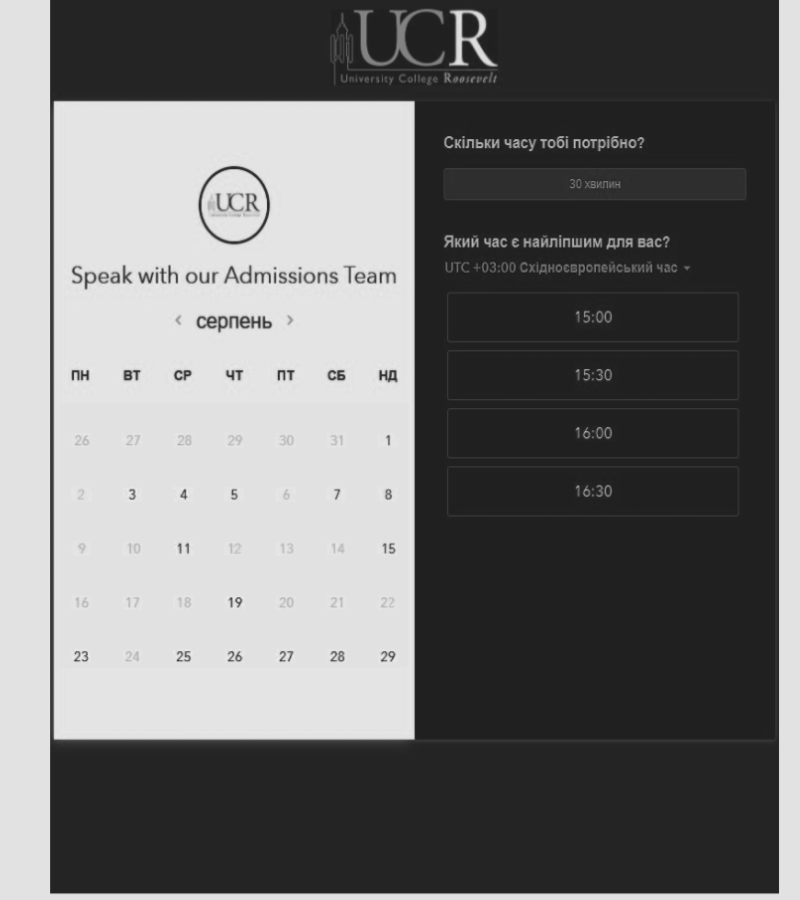 UCR
University College Roosevelt
UCR
Speak with our Admissions Team
‹ серпень ›
ПН ВТ СР ЧТ ПТ СБ НД
26 27 28 29 30 31 1
2 3 4 5 6 7 8
9 10 11 12 13 14 15
16 17 18 19 20 21 22
23 24 25 26 27 28 29
Скільки часу тобі потрібно?
30 хвилин
Який час є найліпшим для вас?
UTC +03:00 Східноєвропейський час
15:00
15:30
16:00
16:30